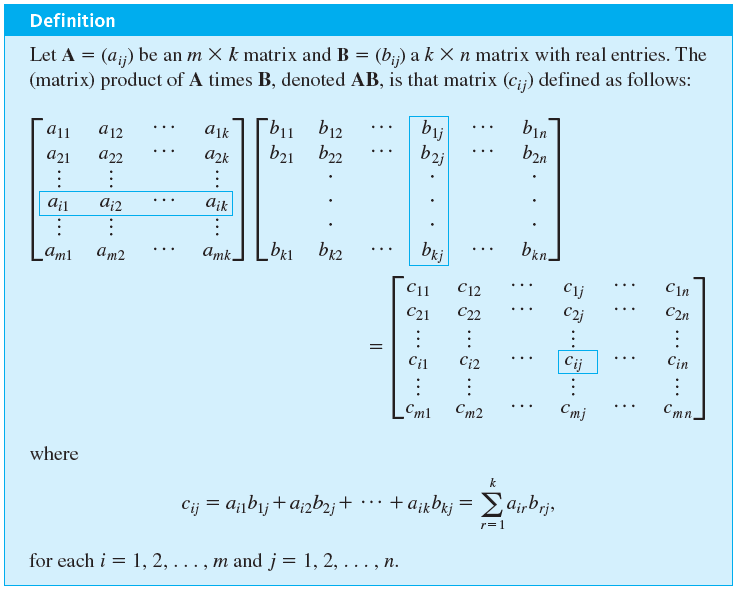 Definition
Let A = (aij) be an m × k matrix and B = (bij) a k × n matrix with real entries. The
(matrix) product of A times B, denoted AB, is that matrix (cij) defined as follows:
[a11 a12 ⋯ a1k] [b11 b12 ⋯ b1j ⋯ b1n]
[a21 a22 ⋯ a2k] [b21 b22 ⋯ b2j ⋯ b2n]
[⋮ ⋮ ⋮] [. . .]
[ai1 ai2 ⋯ aik] [. . .]
[⋮ ⋮ ⋮] [. . .]
[am1 am2 ⋯ amk] [bk1 bk2 ⋯ bkj ⋯ bkn]
[c11 c12 ⋯ c1j ⋯ c1n]
[c21 c22 ⋯ c2j ⋯ c2n]
= [⋮ ⋮ ⋮ ⋮]
[ci1 ci2 ⋯ cij ⋯ cin]
[⋮ ⋮ ⋮ ⋮]
[cm1 cm2 ⋯ cmj ⋯ cmn]
where
cij = ai1b1j + ai2b2j + ⋯ + aikbkj = ∑_{r=1}^{k} airbrj,
for each i = 1, 2, . . . , m and j = 1, 2, . . . , n.